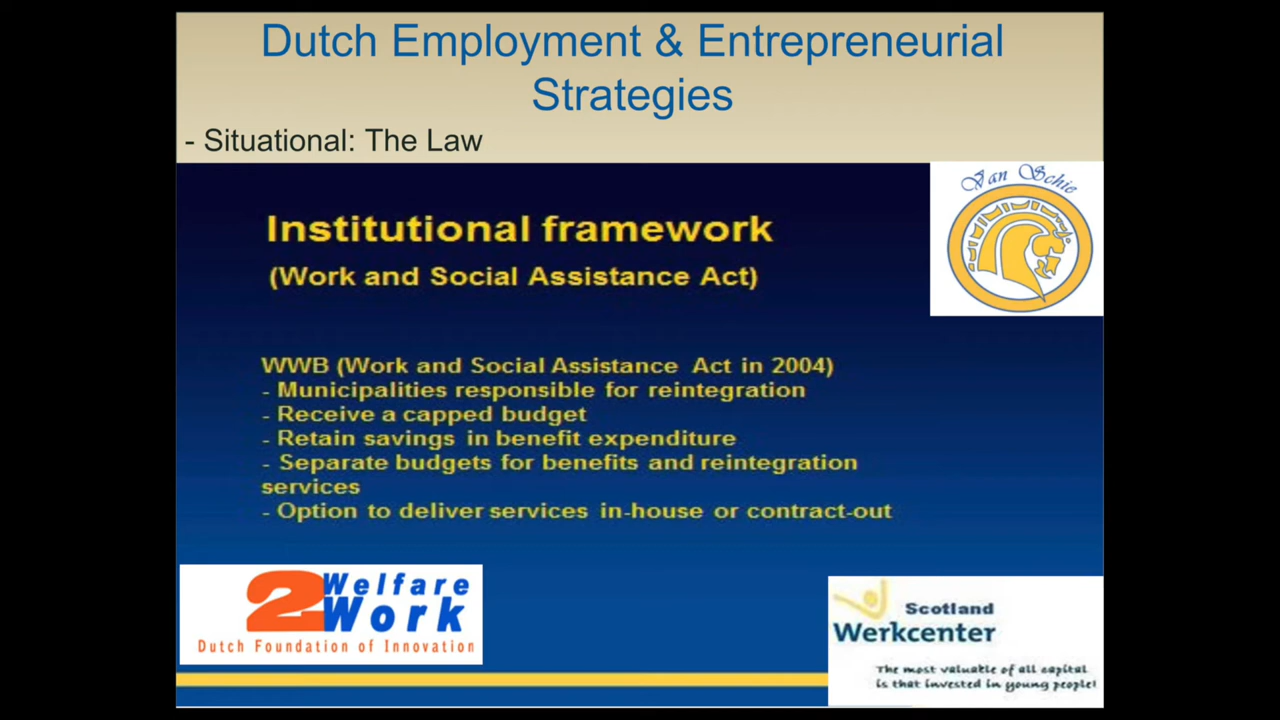 Dutch Employment & Entrepreneurial
Strategies
- Situational: The Law
Van Schie
Institutional framework
(Work and Social Assistance Act)
WWB (Work and Social Assistance Act in 2004)
- Municipalities responsible for reintegration
- Receive a capped budget
- Retain savings in benefit expenditure
- Separate budgets for benefits and reintegration
services
- Option to deliver services in-house or contract-out
2 Welfare
Work
Dutch Foundation of Innovation
Scotland
Werkcenter
The most valuable of all capital
is that invested in young people!